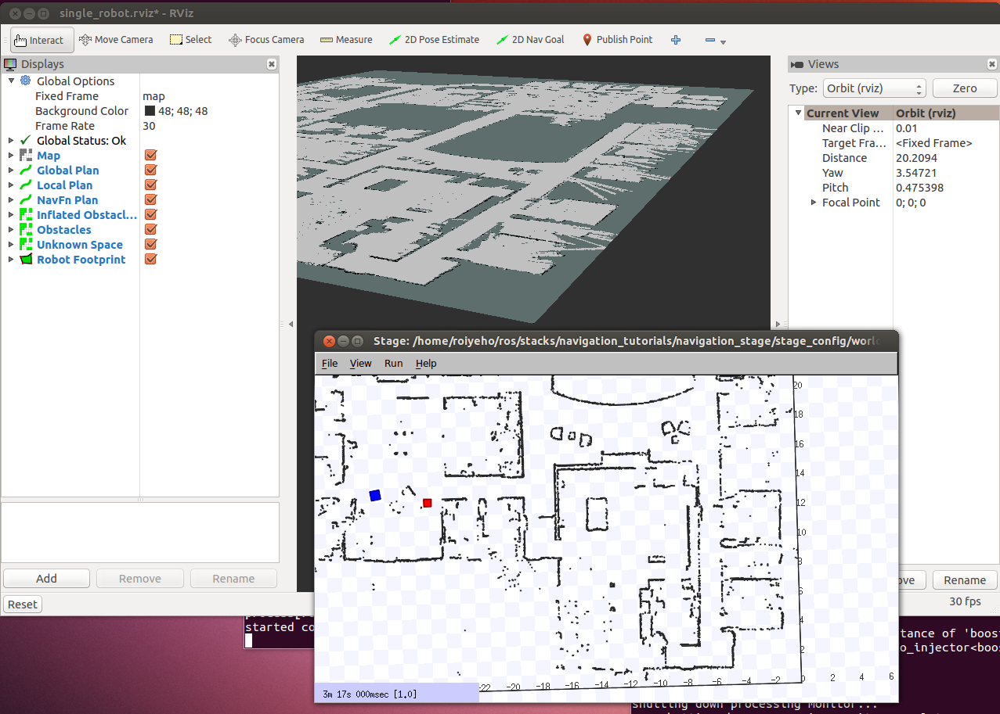 single_robot.rviz* - RViz
Interact Move Camera Select Focus Camera Measure 2D Pose Estimate 2D Nav Goal Publish Point
Displays
Global Options
Fixed Frame map
Background Color 48; 48; 48
Frame Rate 30
Global Status: Ok
Map
Global Plan
Local Plan
NavFn Plan
Inflated Obstacl...
Obstacles
Unknown Space
Robot Footprint
Add Remove Rename
Reset
Views
Type: Orbit (rviz) Zero
Current View Orbit (rviz)
Near Clip ... 0.01
Target Fra... <Fixed Frame>
Distance 20.2094
Yaw 3.54721
Pitch 0.475398
Focal Point 0; 0; 0
ove Rename
30 fps
Stage: /home/roiyeho/ros/stacks/navigation_tutorials/navigation_stage/stage_config/worl
File View Run Help
20
18
16
14
12
10
8
6
4
2
0 2 4 6
-22 -20 -18 -16 -14 -12 -10 -8 -6 -4 -2
3m 17s 000msec [1.0]
started co
tance of 'boos
o_injector<boos
shutting down processing monitor...